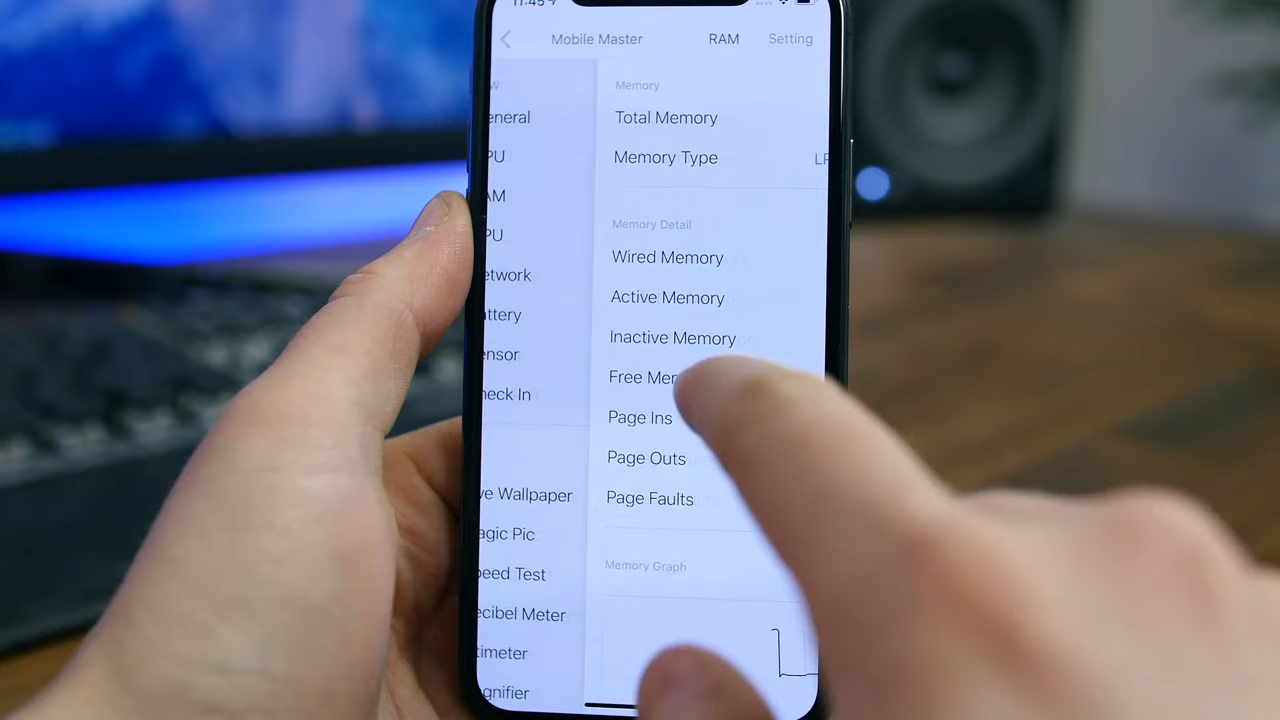 11:45
Mobile Master RAM Setting
w
eneral
PU
AM
PU
etwork
attery
ensor
heck In
ve Wallpaper
agic Pic
peed Test
ecibel Meter
timeter
agnifier
Memory
Total Memory
Memory Type LP
Memory Detail
Wired Memory
Active Memory
Inactive Memory
Free Mem
Page Ins
Page Outs
Page Faults
Memory Graph